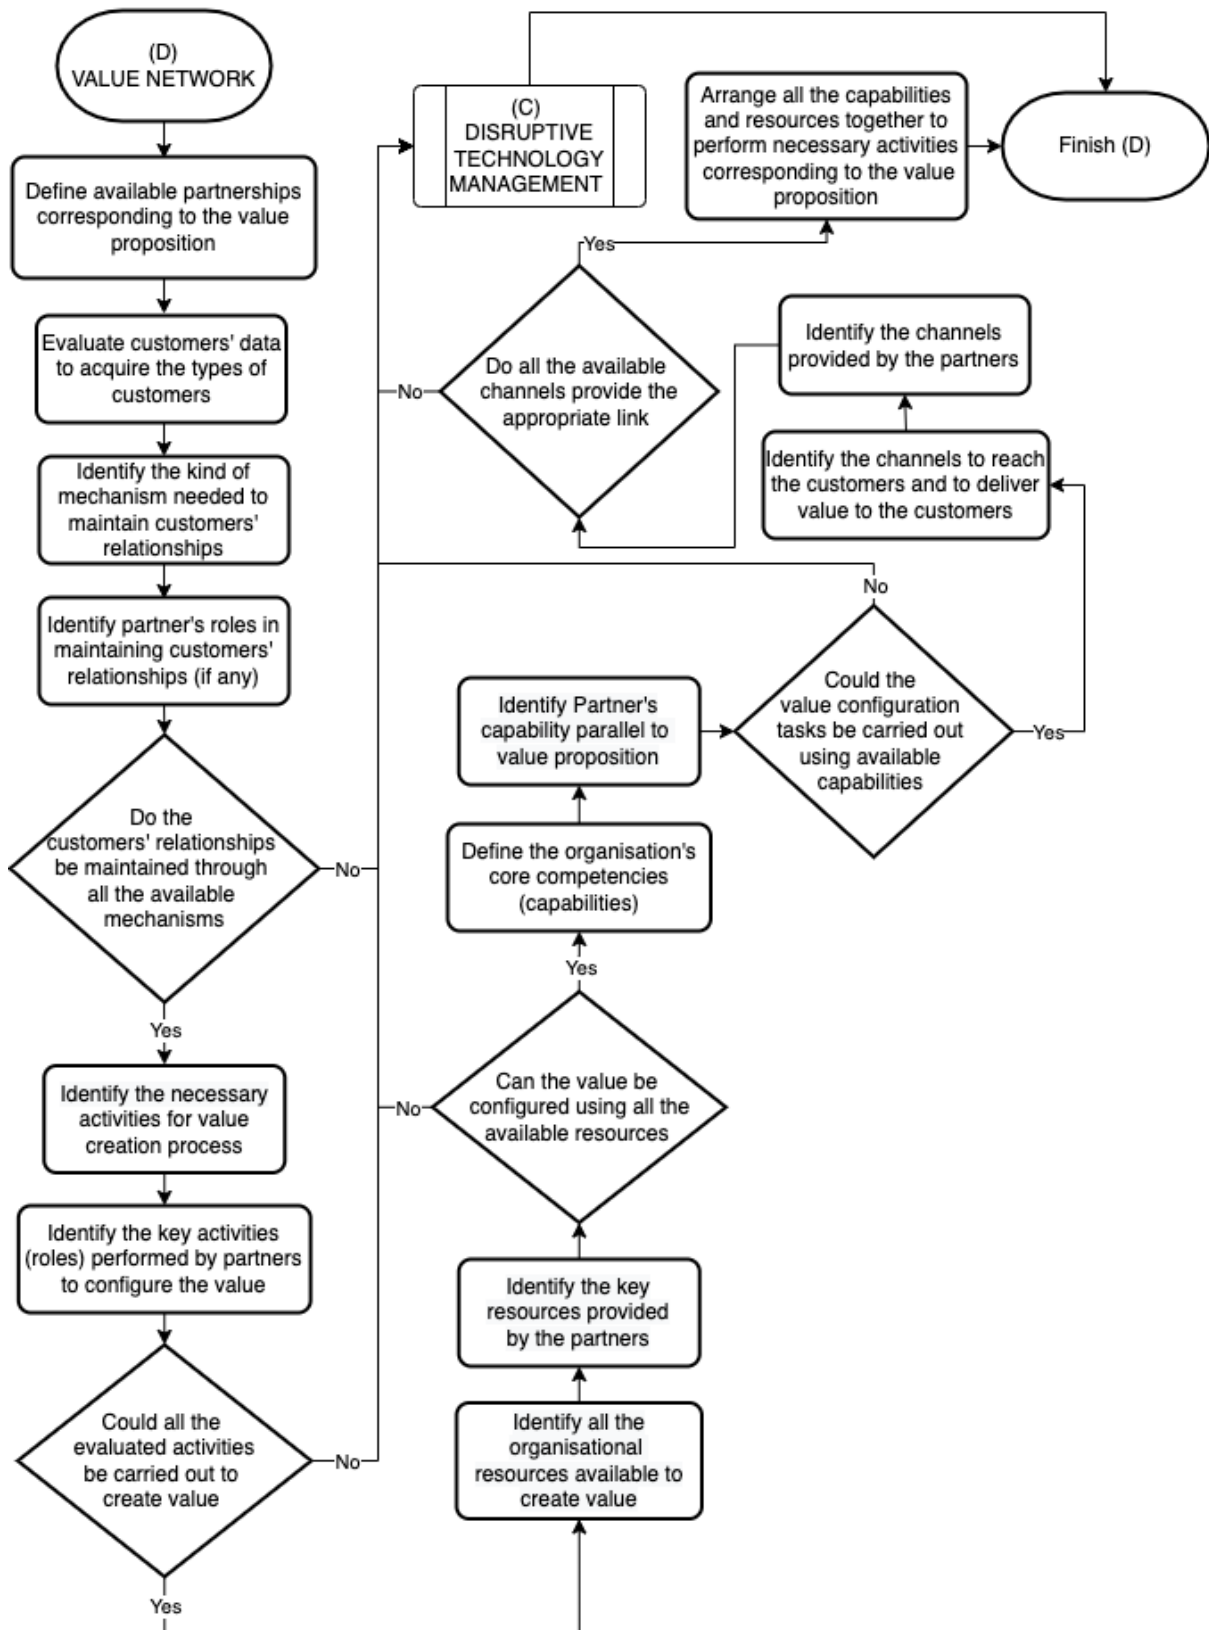 (D)
VALUE NETWORK
Define available partnerships
corresponding to the value
proposition
Evaluate customers' data
to acquire the types of
customers
Identify the kind of
mechanism needed to
maintain customers'
relationships
Identify partner's roles in
maintaining customers'
relationships (if any)
Do the
customers' relationships
be maintained through
all the available
mechanisms
No
Yes
Identify the necessary
activities for value
creation process
Identify the key activities
(roles) performed by partners
to configure the value
Could all the
evaluated activities
be carried out to
create value
No
Yes
Identify all the
organisational
resources available to
create value
Identify the key
resources provided
by the partners
Can the value be
configured using all the
available resources
No
Yes
Define the organisation's
core competencies
(capabilities)
Identify Partner's
capability parallel to
value proposition
Could the
value configuration
tasks be carried out
using available
capabilities
No
Yes
Identify the channels to reach
the customers and to deliver
value to the customers
Identify the channels
provided by the partners
Do all the available
channels provide the
appropriate link
No
Yes
Arrange all the capabilities
and resources together to
perform necessary activities
corresponding to the value
proposition
(C)
DISRUPTIVE
TECHNOLOGY
MANAGEMENT
Finish (D)